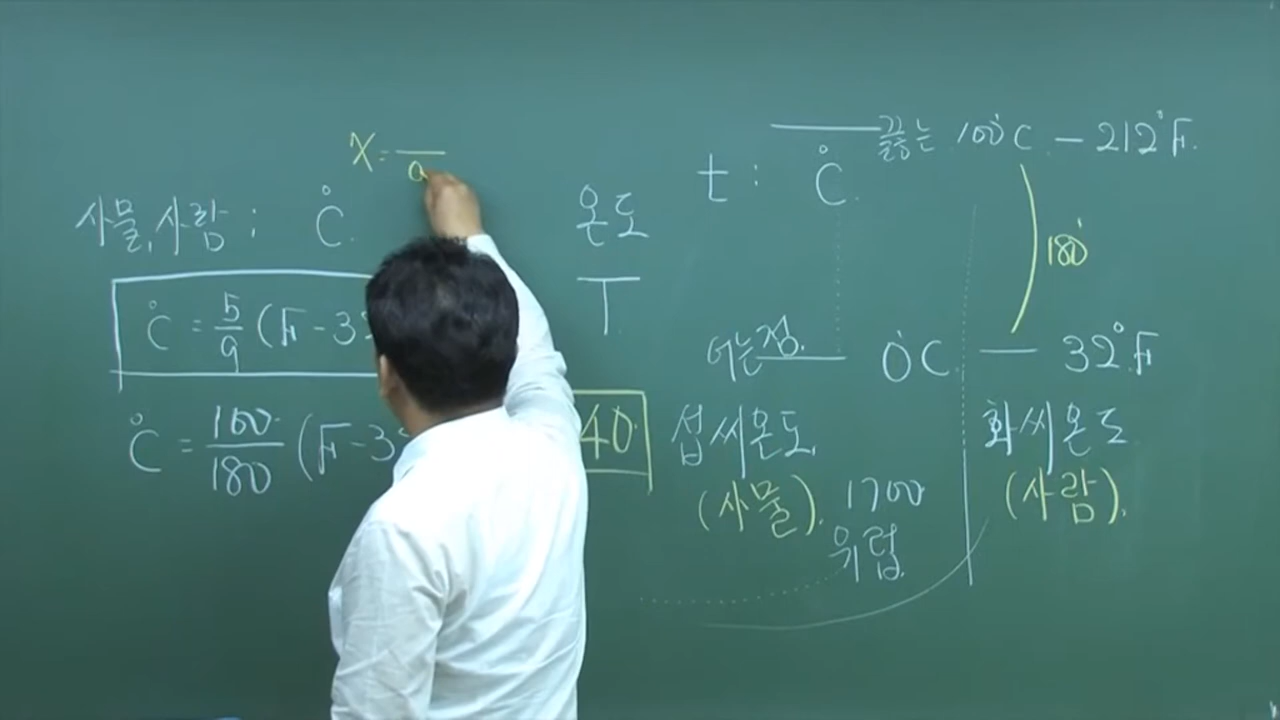 X = ― a
사물, 사람 : °C.
°C = 5/9 (F - 3
°C = 100/180 (F - 3
40
온도
T
t : °C.
끓는 100°C - 212°F.
180°
어는점. 0°C. - 32°F
섭씨온도.
(사물). 1700
유럽
화씨온도
(사람).